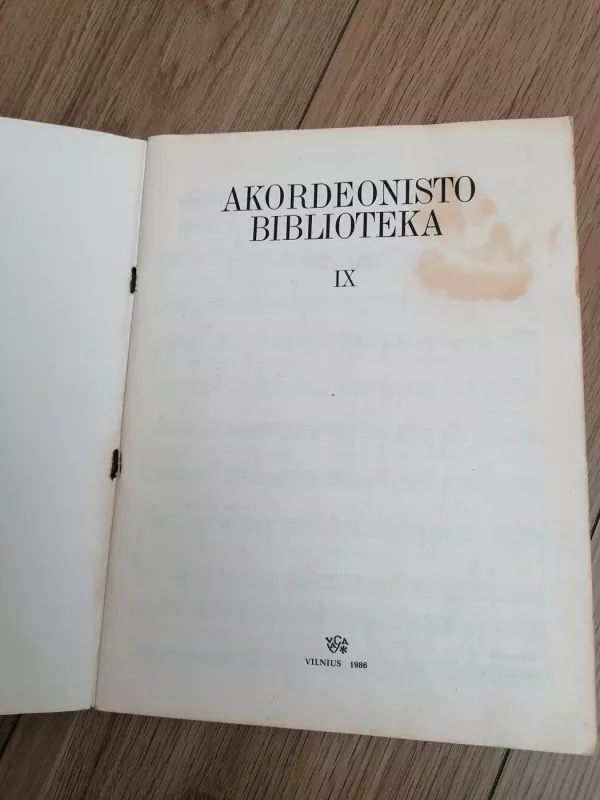 AKORDEONISTO
BIBLIOTEKA
IX
VILNIUS 1986